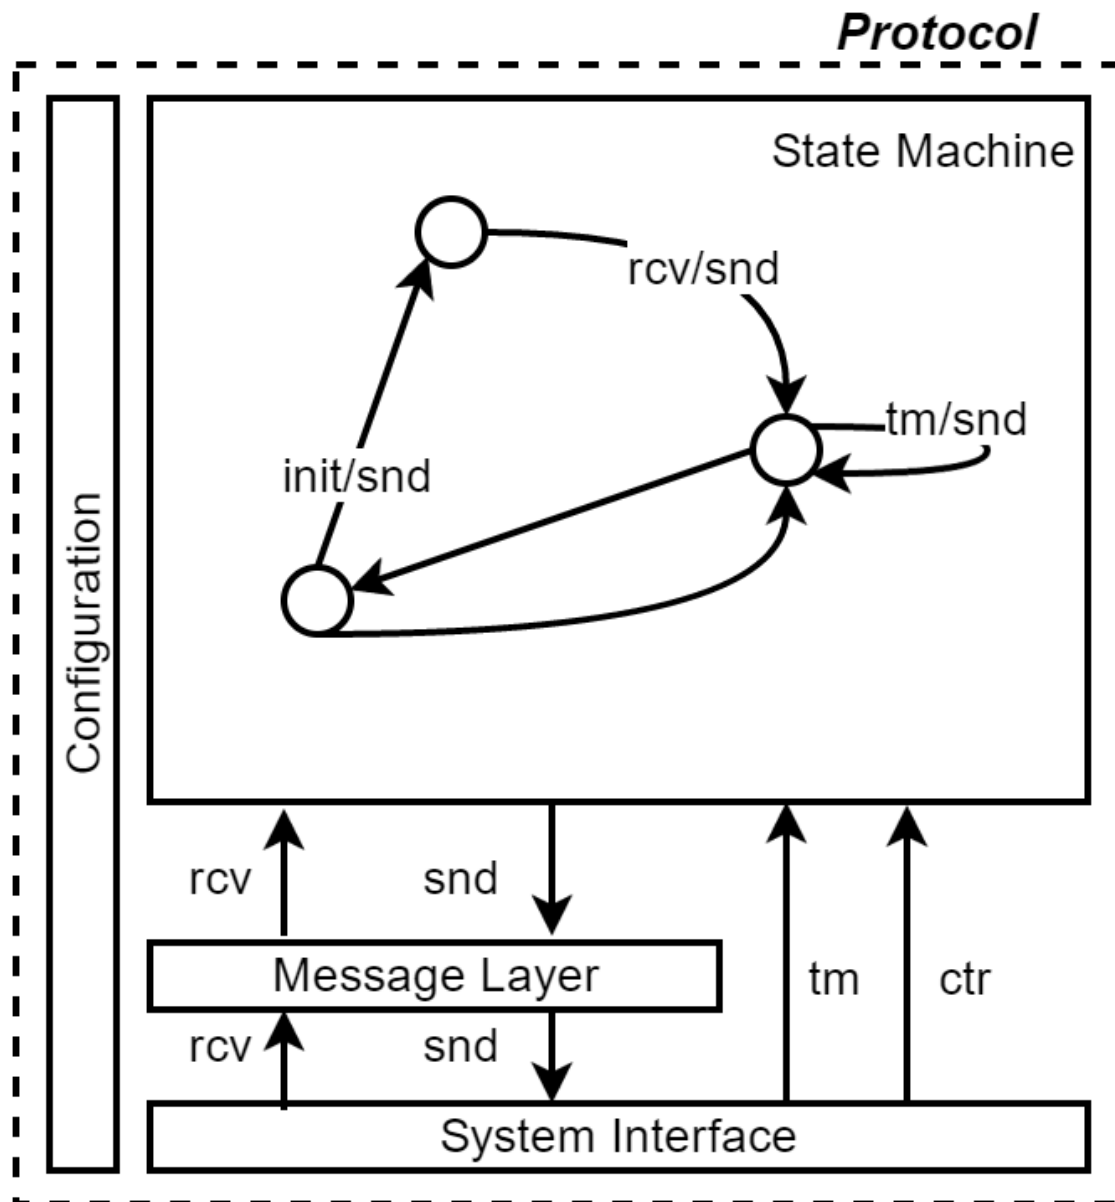 Protocol
State Machine
rcv/snd
tm/snd
init/snd
Configuration
rcv
snd
Message Layer
tm
ctr
rcv
snd
System Interface